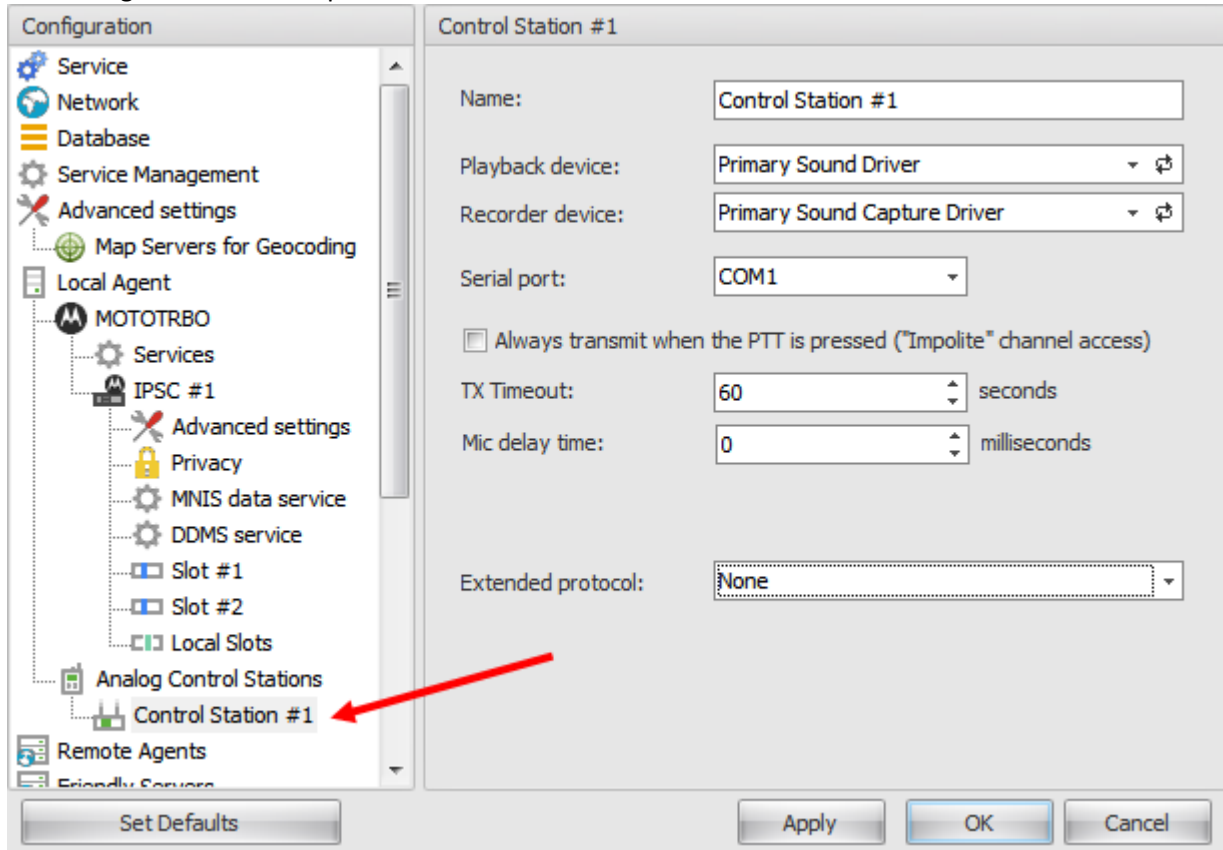 Configuration
Service
Network
Database
Service Management
Advanced settings
Map Servers for Geocoding
Local Agent
MOTOTRBO
Services
IPSC #1
Advanced settings
Privacy
MNIS data service
DDMS service
Slot #1
Slot #2
Local Slots
Analog Control Stations
Control Station #1
Remote Agents
Friendly Servers
Set Defaults
Control Station #1
Name: Control Station #1
Playback device: Primary Sound Driver
Recorder device: Primary Sound Capture Driver
Serial port: COM1
Always transmit when the PTT is pressed ("Impolite" channel access)
TX Timeout: 60 seconds
Mic delay time: 0 milliseconds
Extended protocol: None
Apply OK Cancel